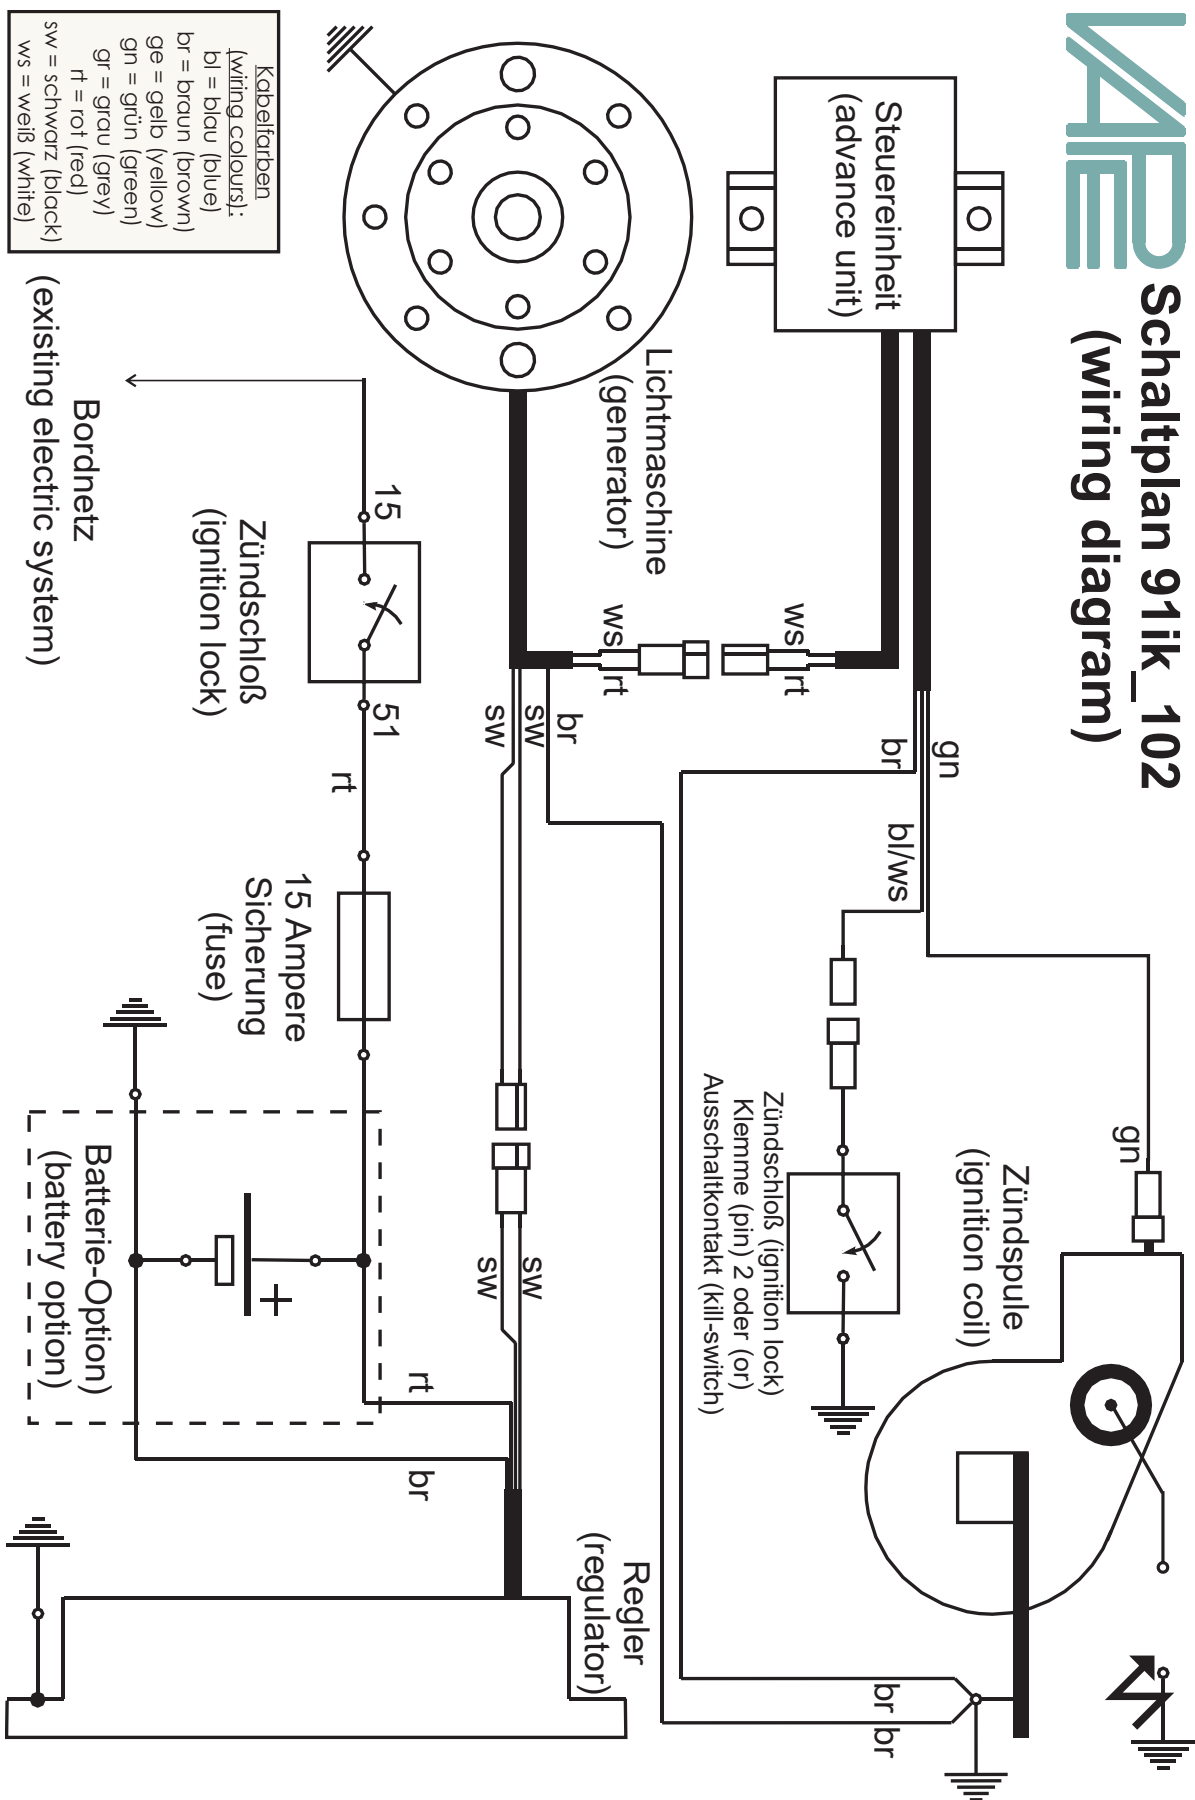 VAPE
Schaltplan 91ik_102
(wiring diagram)
Steuereinheit
(advance unit)
Lichtmaschine
(generator)
ws
rt
ws
rt
gn
br
bl/ws
gn
Zündspule
(ignition coil)
Zündschloß (ignition lock)
Klemme (pin) 2 oder (or)
Ausschaltkontakt (kill-switch)
br
sw
sw
sw
sw
br
br
Regler
(regulator)
15
Zündschloß
(ignition lock)
51
rt
15 Ampere
Sicherung
(fuse)
rt
br
+
Batterie-Option)
(battery option)
Bordnetz
(existing electric system)
Kabelfarben
(wiring colours):
bl = blau (blue)
br = braun (brown)
ge = gelb (yellow)
gn = grün (green)
gr = grau (grey)
rt = rot (red)
sw = schwarz (black)
ws = weiß (white)